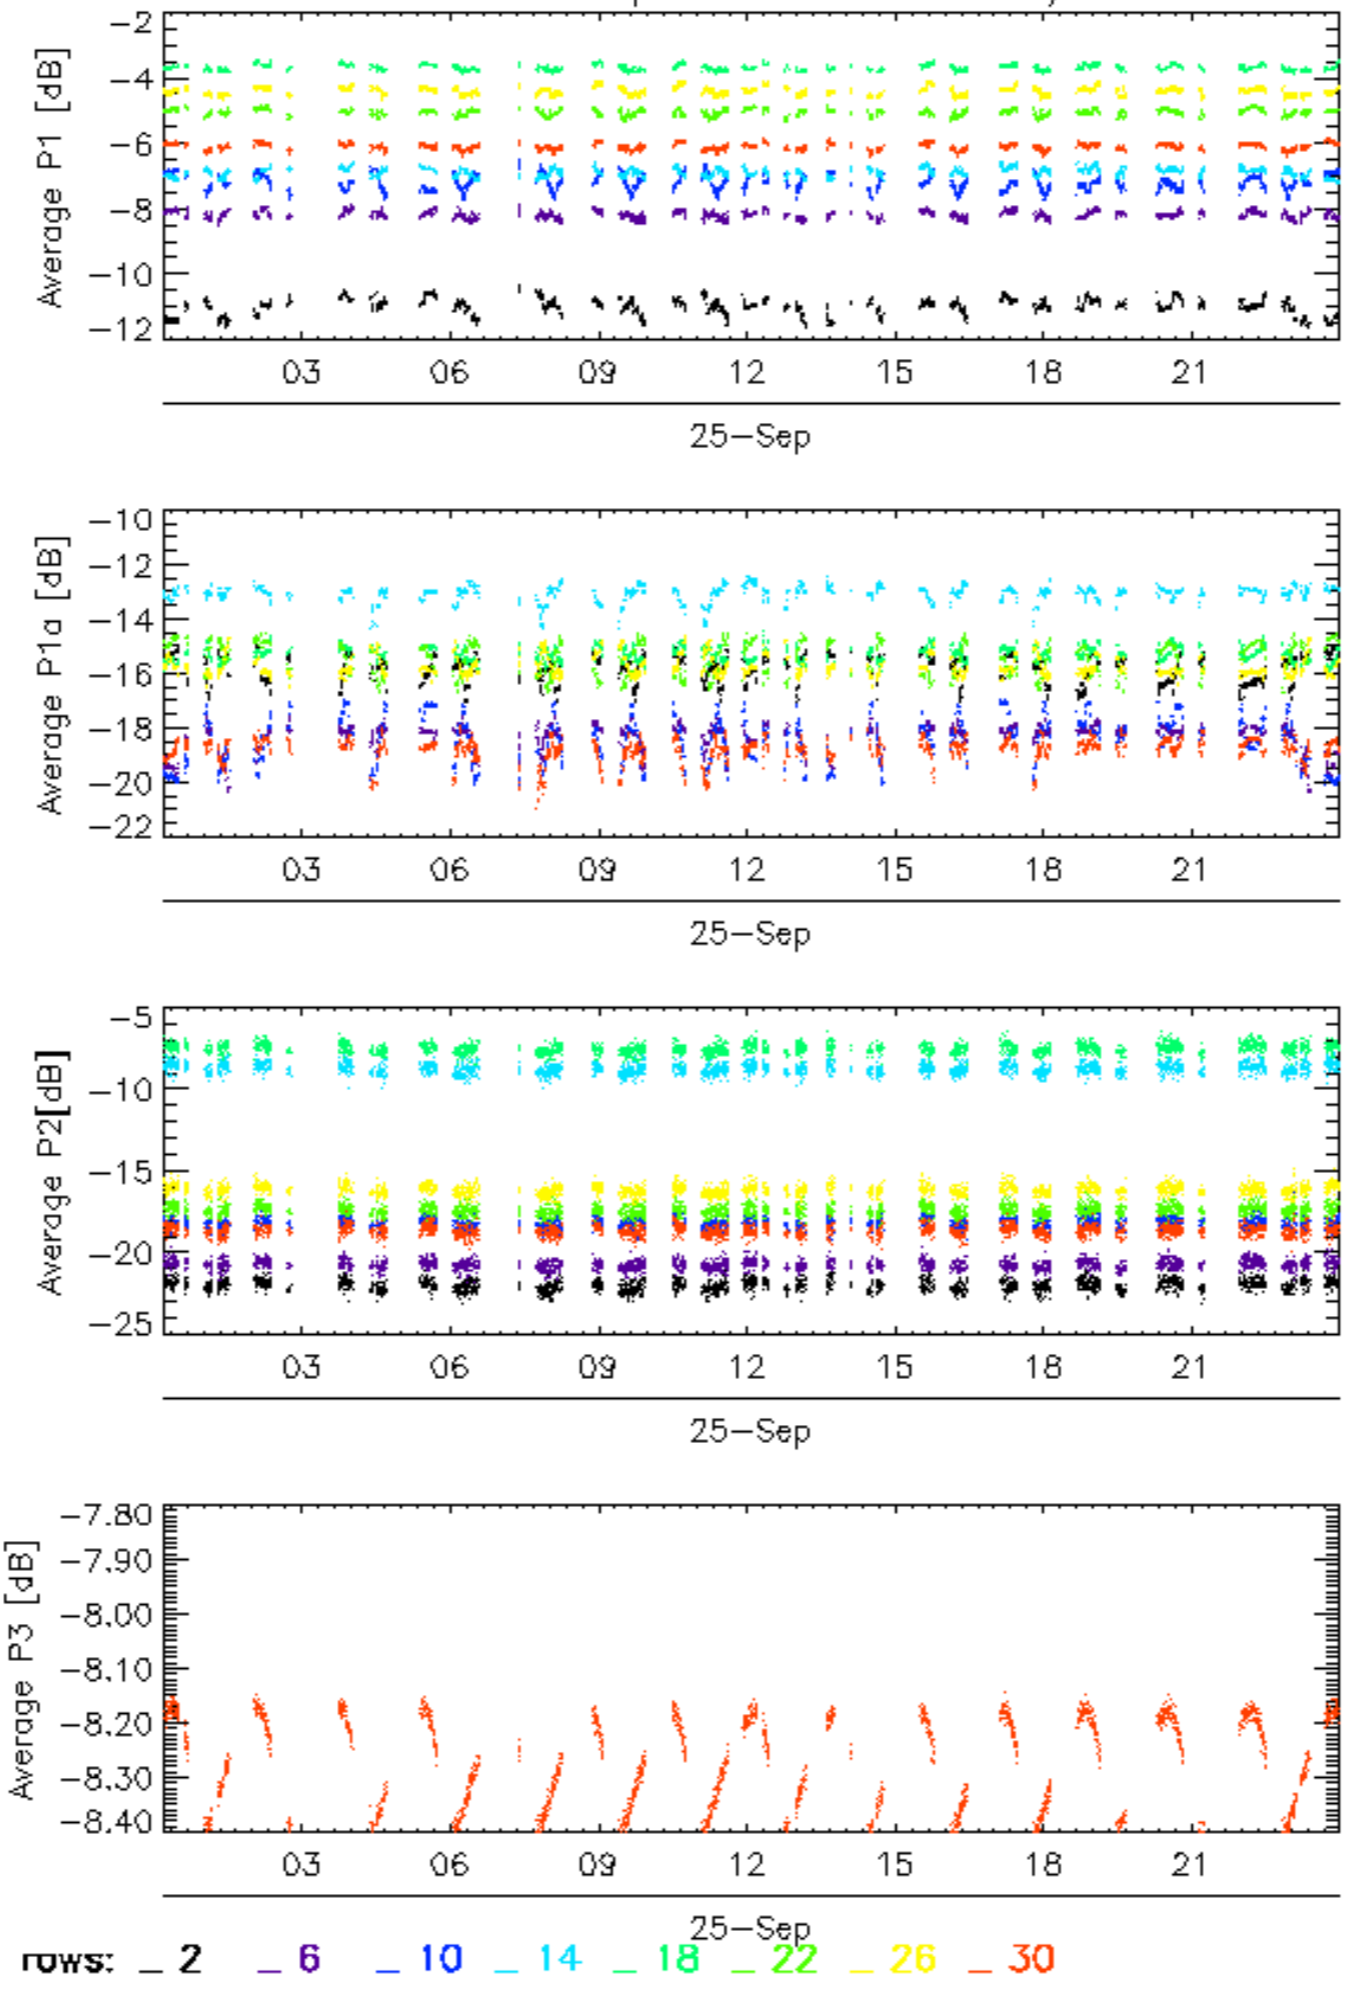 Average P1 [dB]
-2
-4
-6
-8
-10
-12
03 06 09 12 15 18 21
25-Sep
Average P1a [dB]
-10
-12
-14
-16
-18
-20
-22
03 06 09 12 15 18 21
25-Sep
Average P2[dB]
-5
-10
-15
-20
-25
03 06 09 12 15 18 21
25-Sep
Average P3 [dB]
-7.80
-7.90
-8.00
-8.10
-8.20
-8.30
-8.40
03 06 09 12 15 18 21
25-Sep
rows: _ 2 _ 6 _ 10 _ 14 _ 18 _ 22 _ 26 _ 30